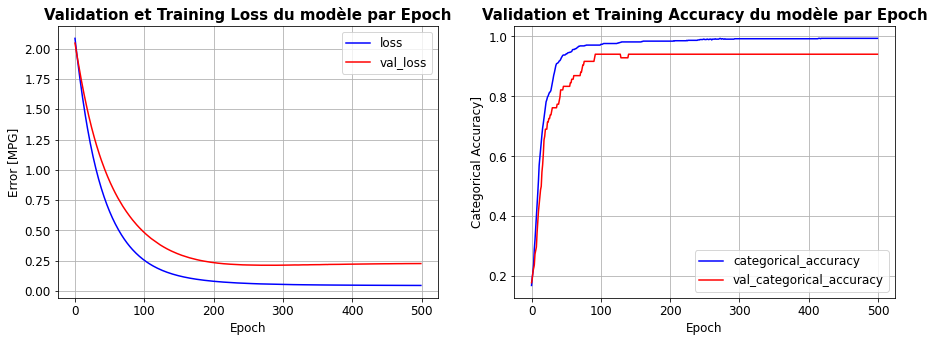 Validation et Training Loss du modèle par Epoch
2.00
1.75
1.50
1.25
1.00
0.75
0.50
0.25
0.00
Error [MPG]
0 100 200 300 400 500
Epoch
loss
val_loss
Validation et Training Accuracy du modèle par Epoch
1.0
0.8
0.6
0.4
0.2
Categorical Accuracy]
0 100 200 300 400 500
Epoch
categorical_accuracy
val_categorical_accuracy